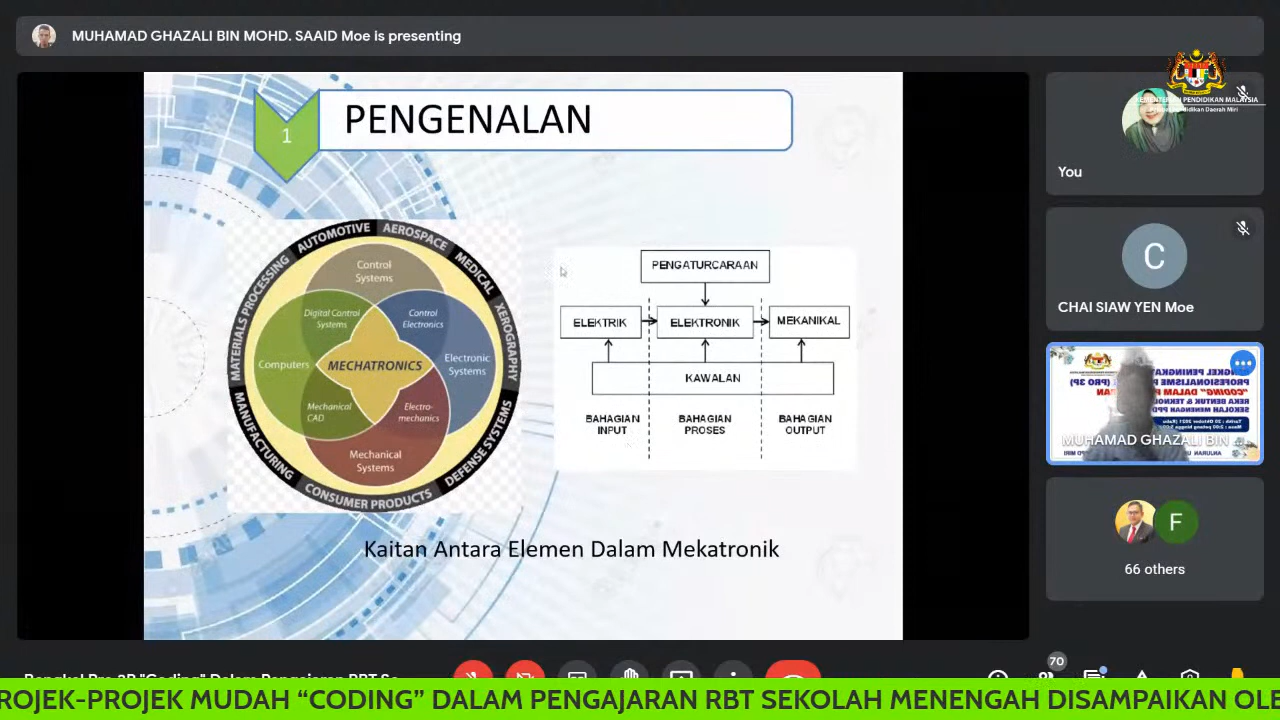 MUHAMAD GHAZALI BIN MOHD. SAAID Moe is presenting
KEMENTERIAN PENDIDIKAN MALAYSIA
1
PENGENALAN
You
AUTOMOTIVE
AEROSPACE
MEDICAL
XEROGRAPHY
DEFENSE SYSTEMS
CONSUMER PRODUCTS
MANUFACTURING
MATERIALS PROCESSING
Control
Systems
Digital Control
Systems
Control
Electronics
Computers
MECHATRONICS
Electronic
Systems
Mechanical
CAD
Electro-
mechanics
Mechanical
Systems
PENGATURCARAAN
ELEKTRIK
ELEKTRONIK
MEKANIKAL
KAWALAN
BAHAGIAN
INPUT
BAHAGIAN
PROSES
BAHAGIAN
OUTPUT
Kaitan Antara Elemen Dalam Mekatronik
C
CHAI SIAW YEN Moe
MUHAMAD GHAZALI BIN ...
F
66 others
70
ROJEK-PROJEK MUDAH “CODING” DALAM PENGAJARAN RBT SEKOLAH MENENGAH DISAMPAIKAN OLE